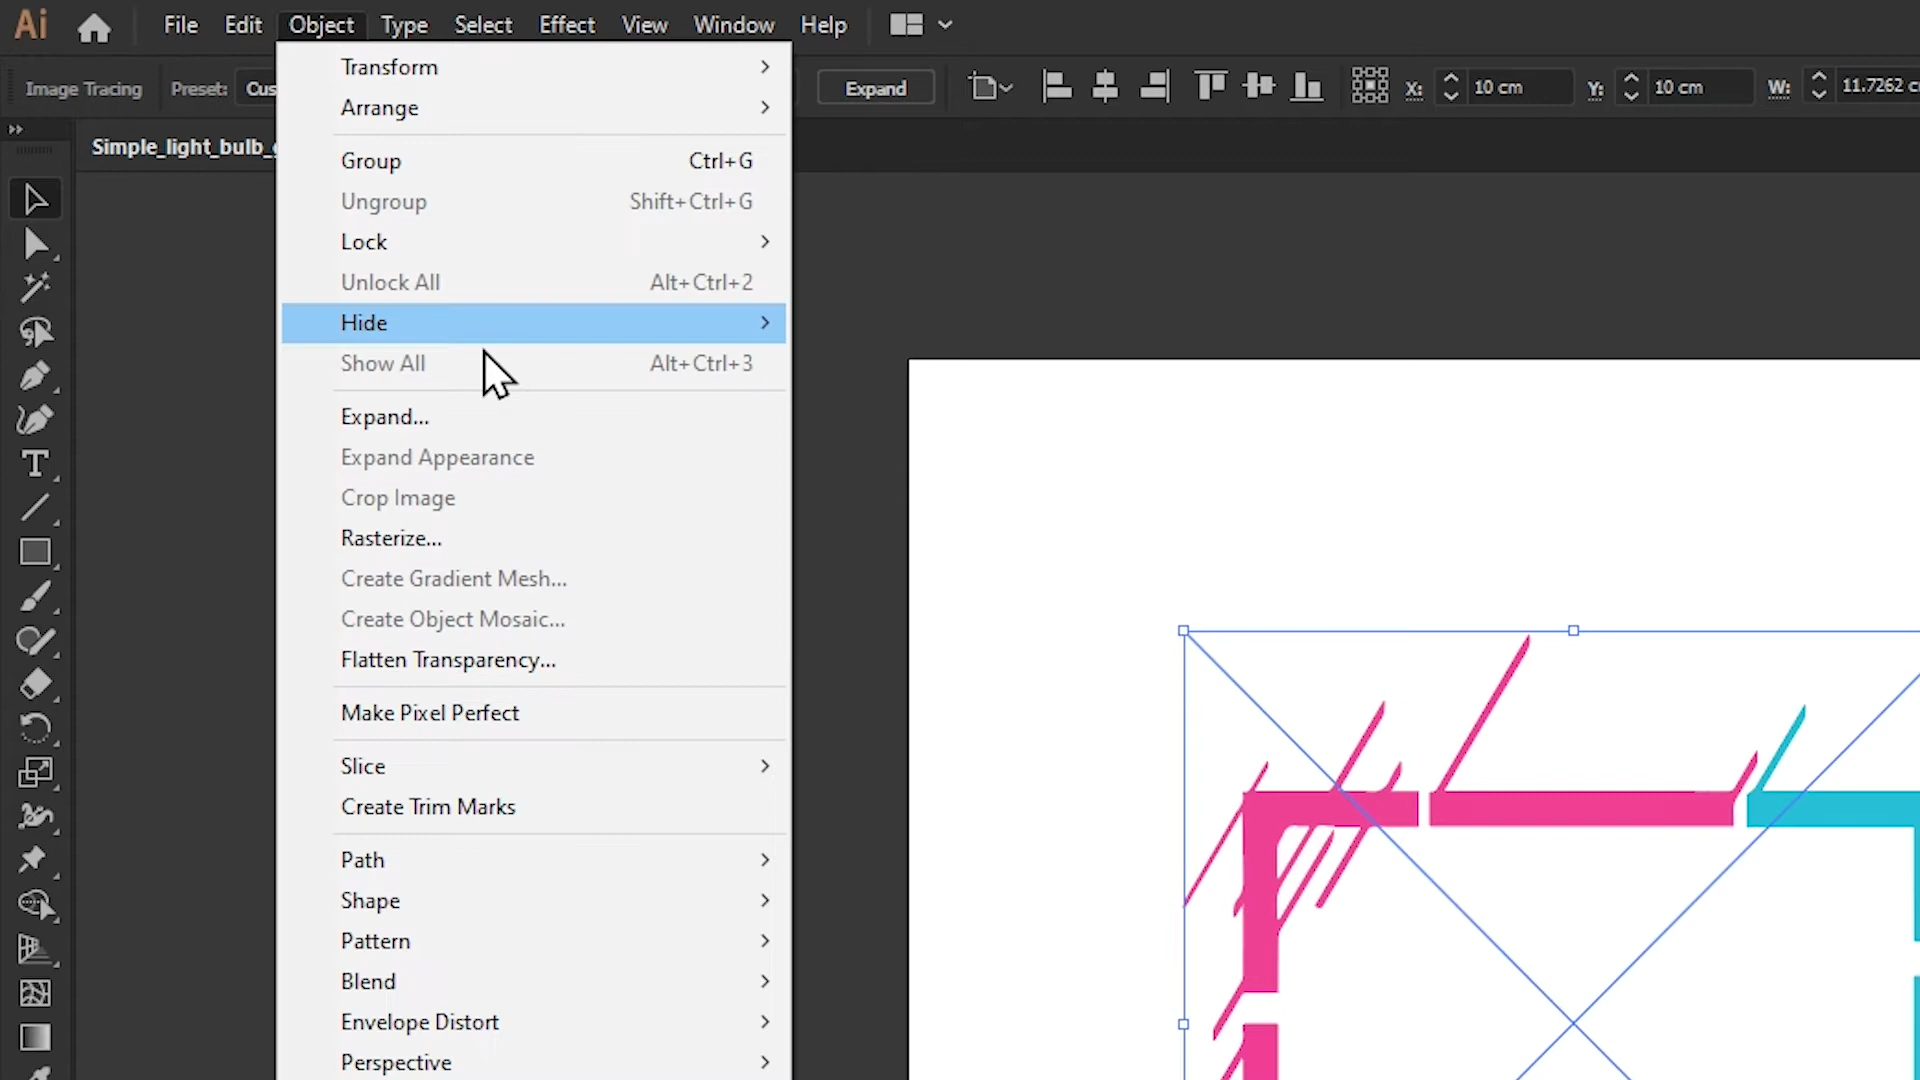 Ai File Edit Object Type Select Effect View Window Help
Image Tracing Preset: Cus Expand X: 10 cm Y: 10 cm W: 11.7262 c
Simple_light_bulb_
Transform
Arrange
Group Ctrl+G
Ungroup Shift+Ctrl+G
Lock
Unlock All Alt+Ctrl+2
Hide
Show All Alt+Ctrl+3
Expand...
Expand Appearance
Crop Image
Rasterize...
Create Gradient Mesh...
Create Object Mosaic...
Flatten Transparency...
Make Pixel Perfect
Slice
Create Trim Marks
Path
Shape
Pattern
Blend
Envelope Distort
Perspective